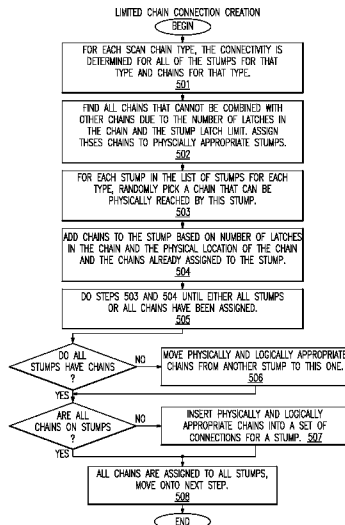 LIMITED CHAIN CONNECTION CREATION
BEGIN
FOR EACH SCAN CHAIN TYPE, THE CONNECTIVITY IS
DETERMINED FOR ALL OF THE STUMPS FOR THAT
TYPE AND CHAINS FOR THAT TYPE.
501
FIND ALL CHAINS THAT CANNOT BE COMBINED WITH
OTHER CHAINS DUE TO THE NUMBER OF LATCHES IN
THE CHAIN AND THE STUMP LATCH LIMIT. ASSIGN
THSES CHAINS TO PHYSCIALLY APPROPRIATE STUMPS.
502
FOR EACH STUMP IN THE LIST OF STUMPS FOR EACH
TYPE, RANDOMLY PICK A CHAIN THAT CAN BE
PHYSICALLY REACHED BY THIS STUMP.
503
ADD CHAINS TO THE STUMP BASED ON NUMBER OF LATCHES
IN THE CHAIN AND THE PHYSICAL LOCATION OF THE CHAIN
AND THE CHAINS ALREADY ASSIGNED TO THE STUMP.
504
DO STEPS 503 AND 504 UNTIL EITHER ALL STUMPS
OR ALL CHAINS HAVE BEEN ASSIGNED.
505
DO ALL
STUMPS HAVE CHAINS
?
NO
MOVE PHYSICALLY AND LOGICALLY APPROPRIATE
CHAINS FROM ANOTHER STUMP TO THIS ONE.
506
YES
ARE ALL
CHAINS ON STUMPS
?
NO
INSERT PHYSICALLY AND LOGICALLY
APPROPRIATE CHAINS INTO A SET OF
CONNECTIONS FOR A STUMP. 507
YES
ALL CHAINS ARE ASSIGNED TO ALL STUMPS,
MOVE ONTO NEXT STEP.
508
END